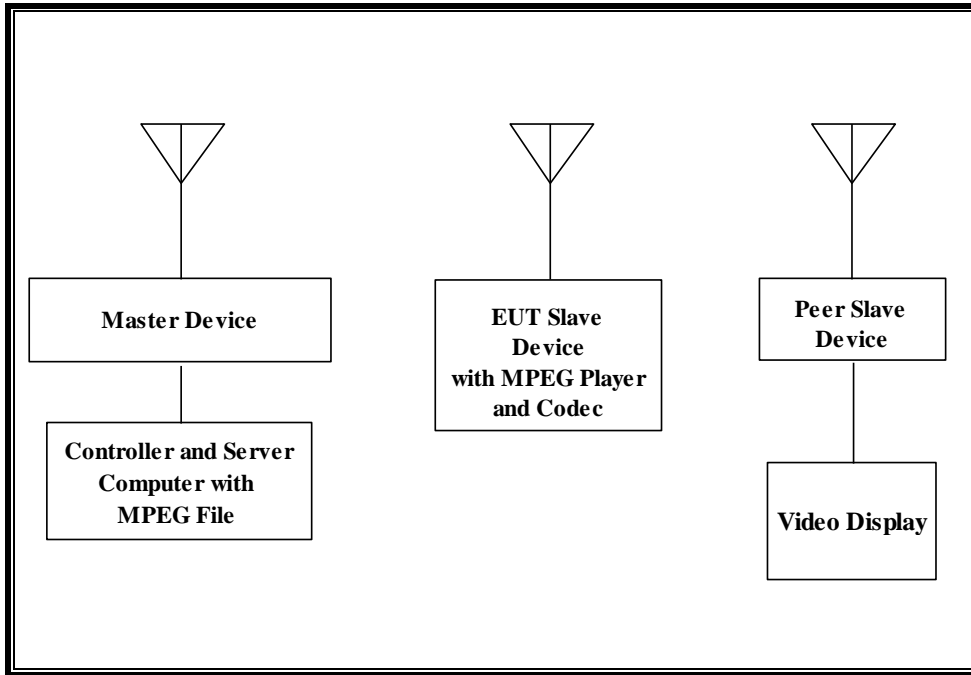 Master Device
Controller and Server
Computer with
MPEG File
EUT Slave
Device
with MPEG Player
and Codec
Peer Slave
Device
Video Display